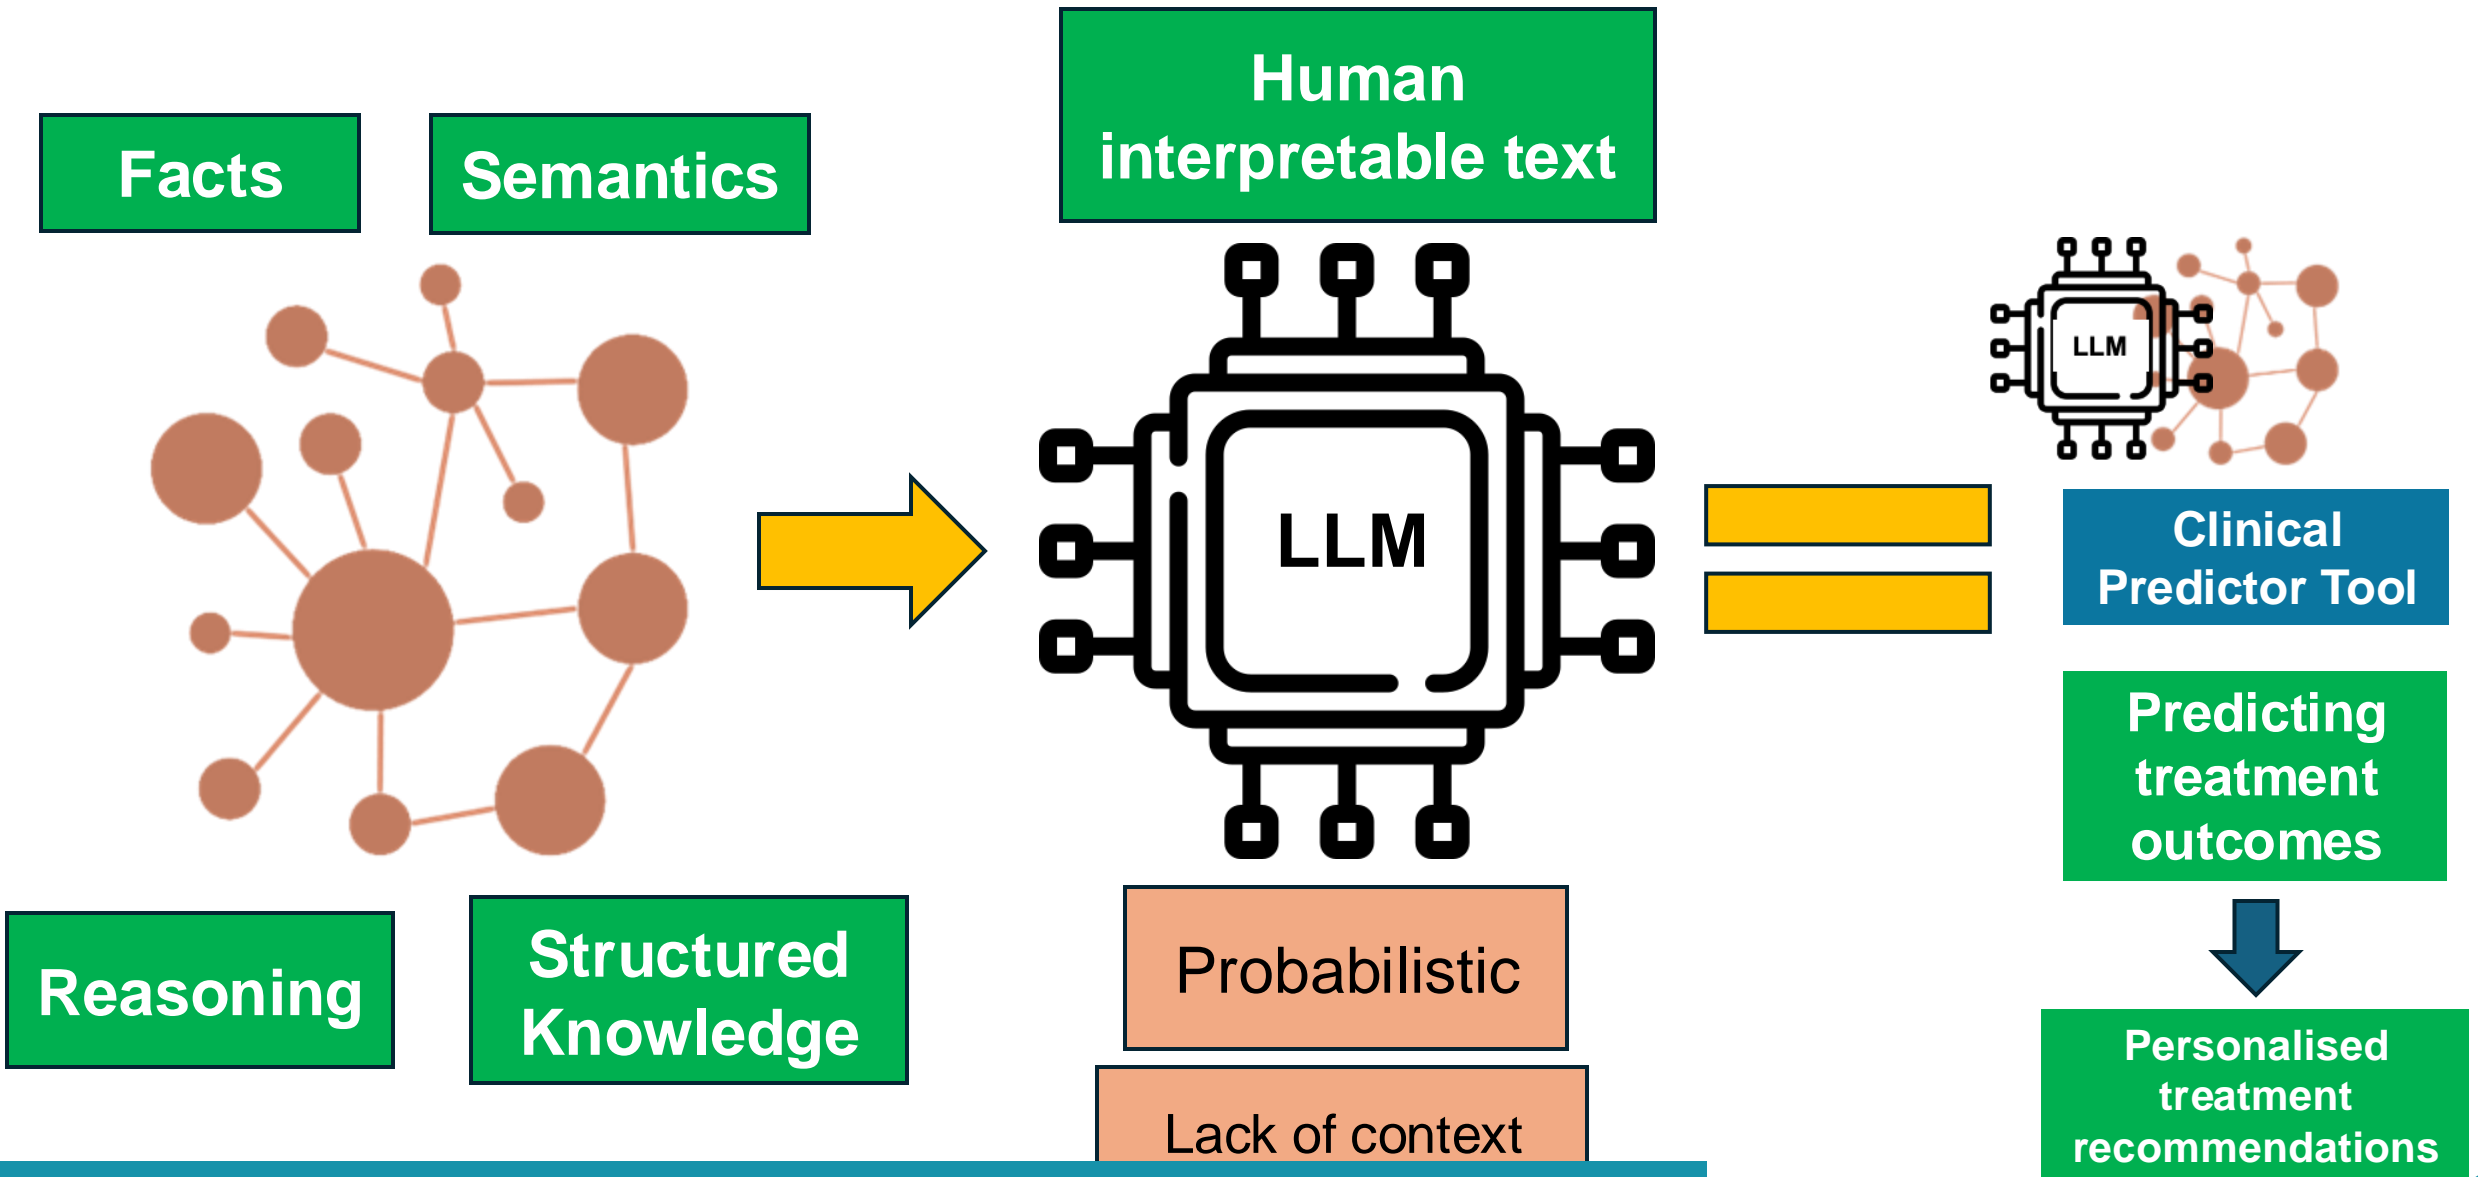 Facts
Semantics
Reasoning
Structured
Knowledge
Human
interpretable text
LLM
Probabilistic
Lack of context
LLM
Clinical
Predictor Tool
Predicting
treatment
outcomes
Personalised
treatment
recommendations